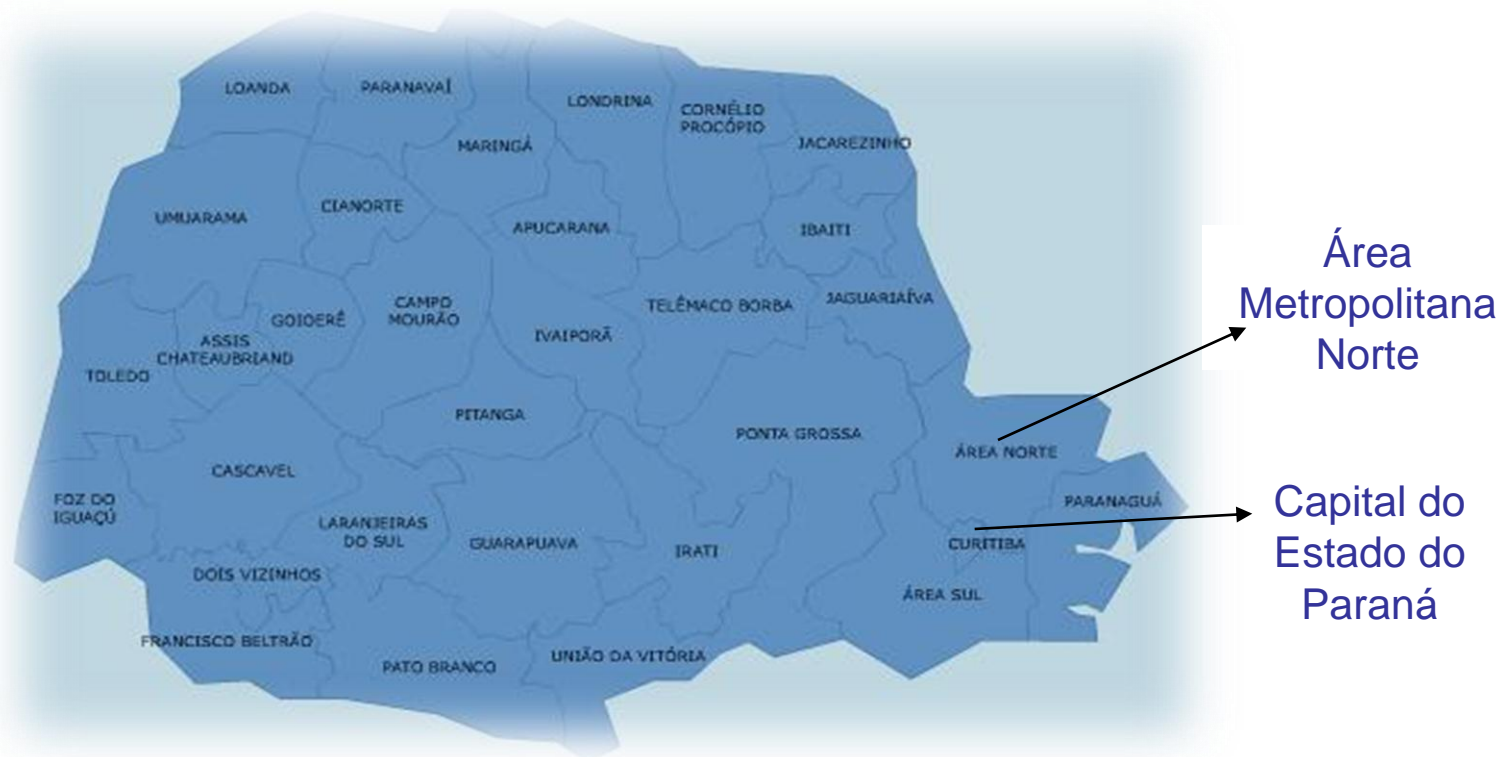 LOANDA
PARANAVAÍ
LONDRINA
CORNÉLIO
PROCÓPIO
MARINGÁ
JACAREZINHO
UMUARAMA
CIANORTE
APUCARANA
IBAITI
Área
Metropolitana
Norte
GOIOERÊ
CAMPO
MOURÃO
TELÊMACO BORBA
JAGUARIAÍVA
ASSIS
CHATEAUBRIAND
IVAIPORÃ
TOLEDO
PITANGA
PONTA GROSSA
ÁREA NORTE
CASCAVEL
FOZ DO
IGUAÇÚ
PARANAGUÁ
LARANJEIRAS
DO SUL
GUARAPUAVA
IRATI
CURITIBA
Capital do
Estado do
Paraná
DOIS VIZINHOS
ÁREA SUL
FRANCISCO BELTRÃO
PATO BRANCO
UNIÃO DA VITÓRIA